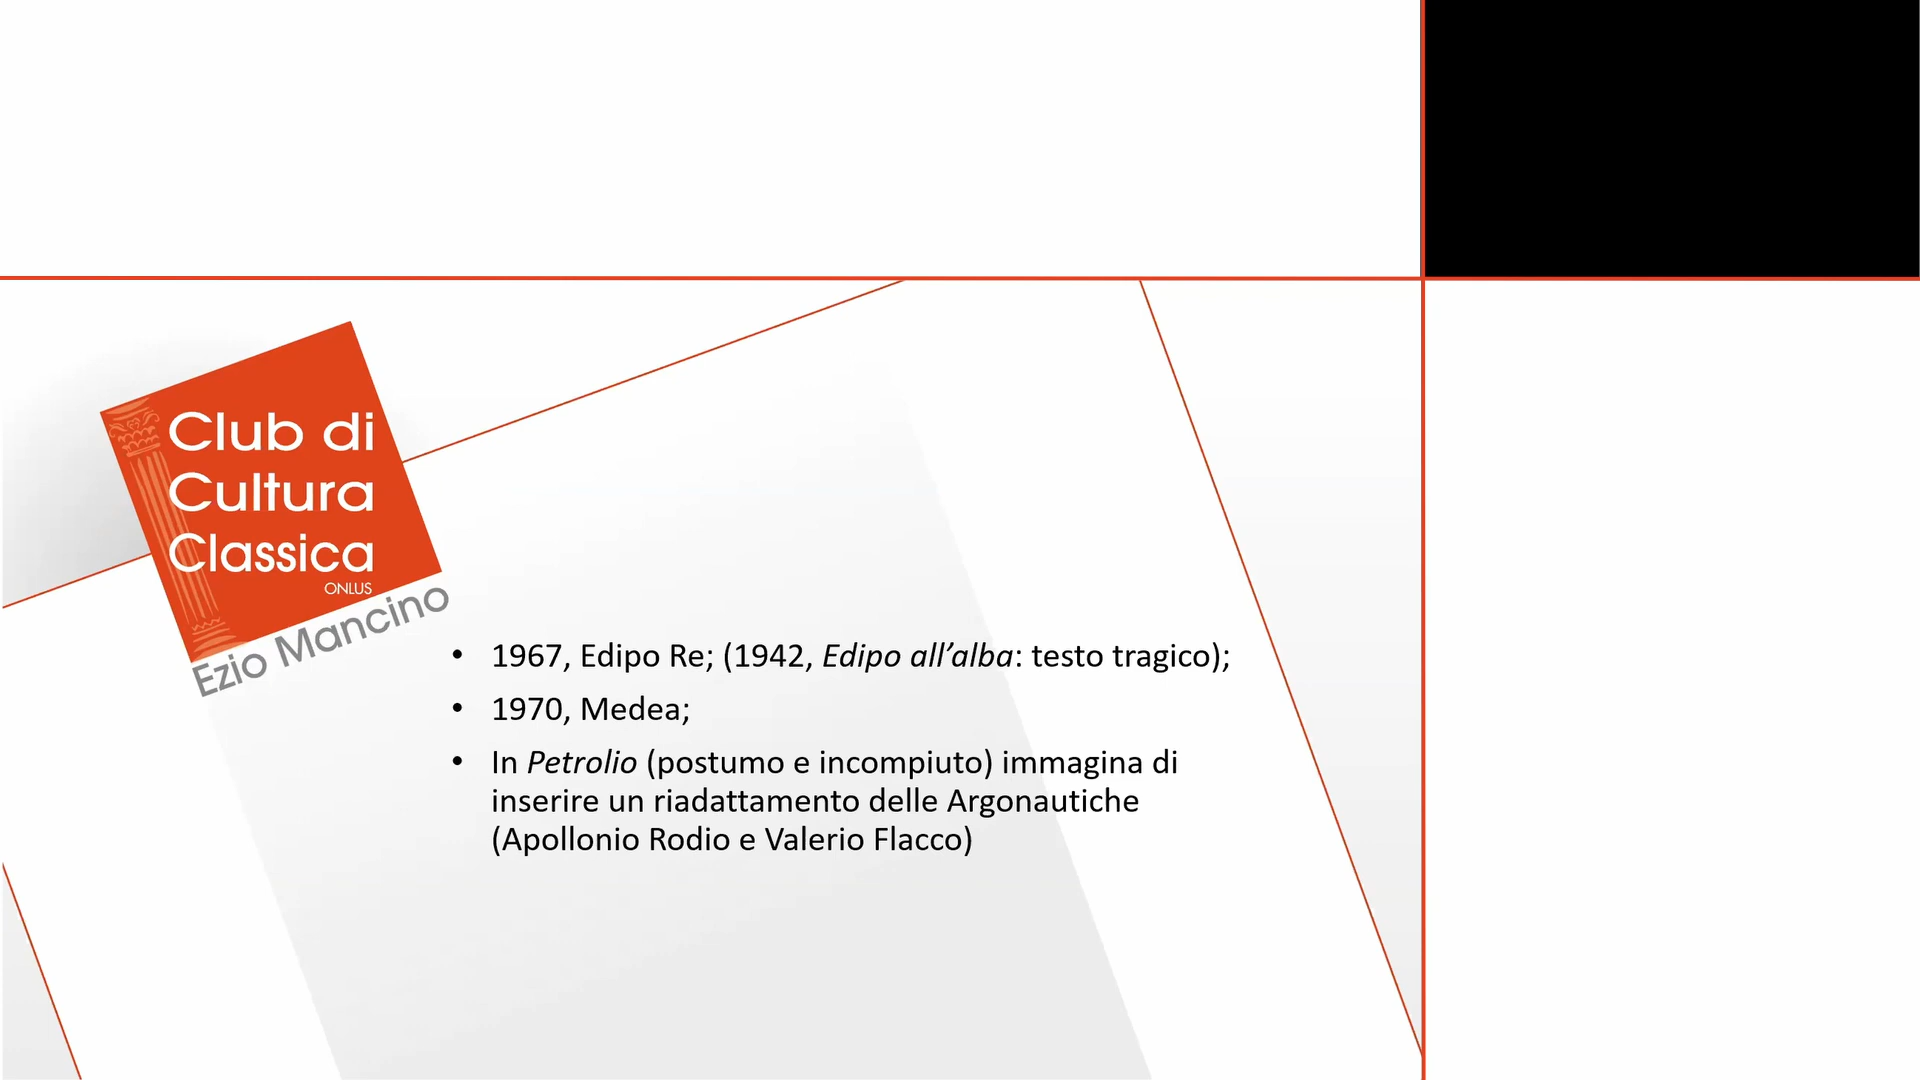 Club di
Cultura
Classica
ONLUS
Ezio Mancino
• 1967, Edipo Re; (1942, Edipo all’alba: testo tragico);
• 1970, Medea;
• In Petrolio (postumo e incompiuto) immagina di
inserire un riadattamento delle Argonautiche
(Apollonio Rodio e Valerio Flacco)